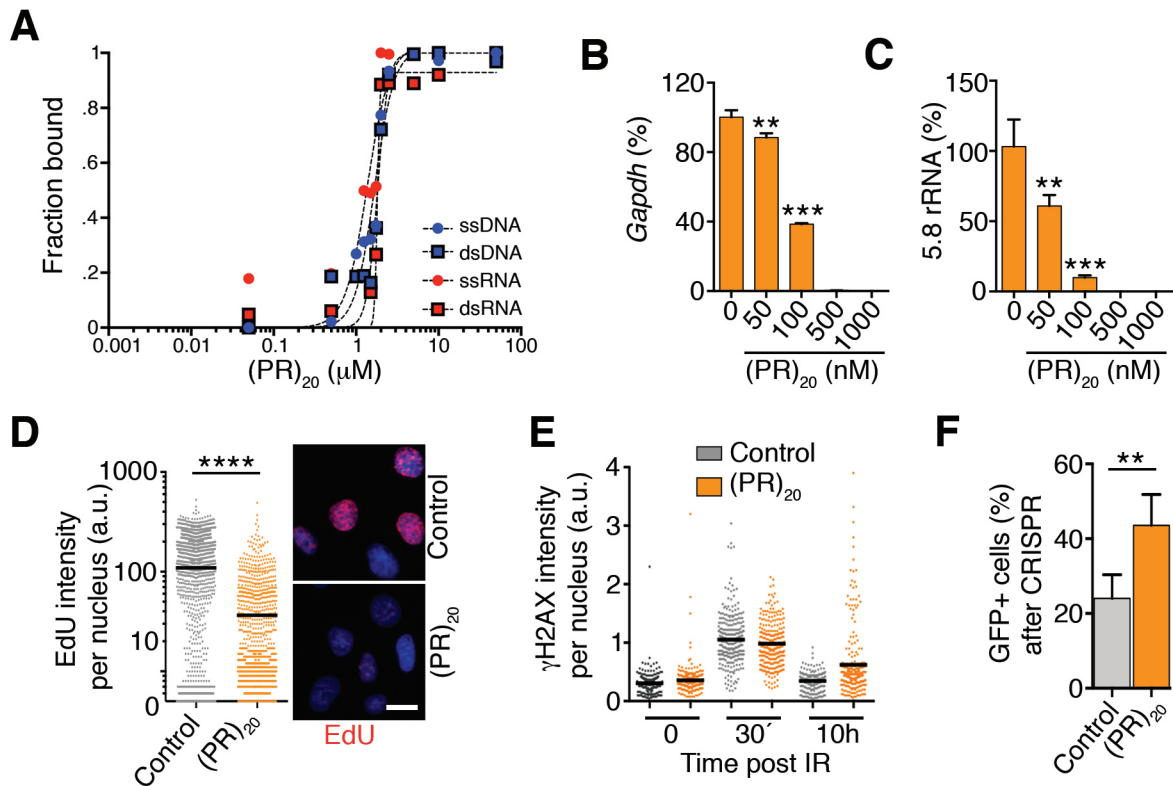 A
Fraction bound
1
.8
.6
.4
.2
0
0.001 0.01 0.1 1 10 100
(PR)20 (μM)
ssDNA
dsDNA
ssRNA
dsRNA
B
Gapdh (%)
120
80
40
0
0 50 100 500 1000
** ***
(PR)20 (nM)
C
5.8 rRNA (%)
150
100
50
0
0 50 100 500 1000
** ***
(PR)20 (nM)
D
EdU intensity
per nucleus (a.u.)
1000
100
10
0
****
Control (PR)20
Control
(PR)20
EdU
E
γH2AX intensity
per nucleus (a.u.)
4
3
2
1
0
Control
(PR)20
0 30´ 10h
Time post IR
F
GFP+ cells (%)
after CRISPR
60
40
20
0
**
Control (PR)20